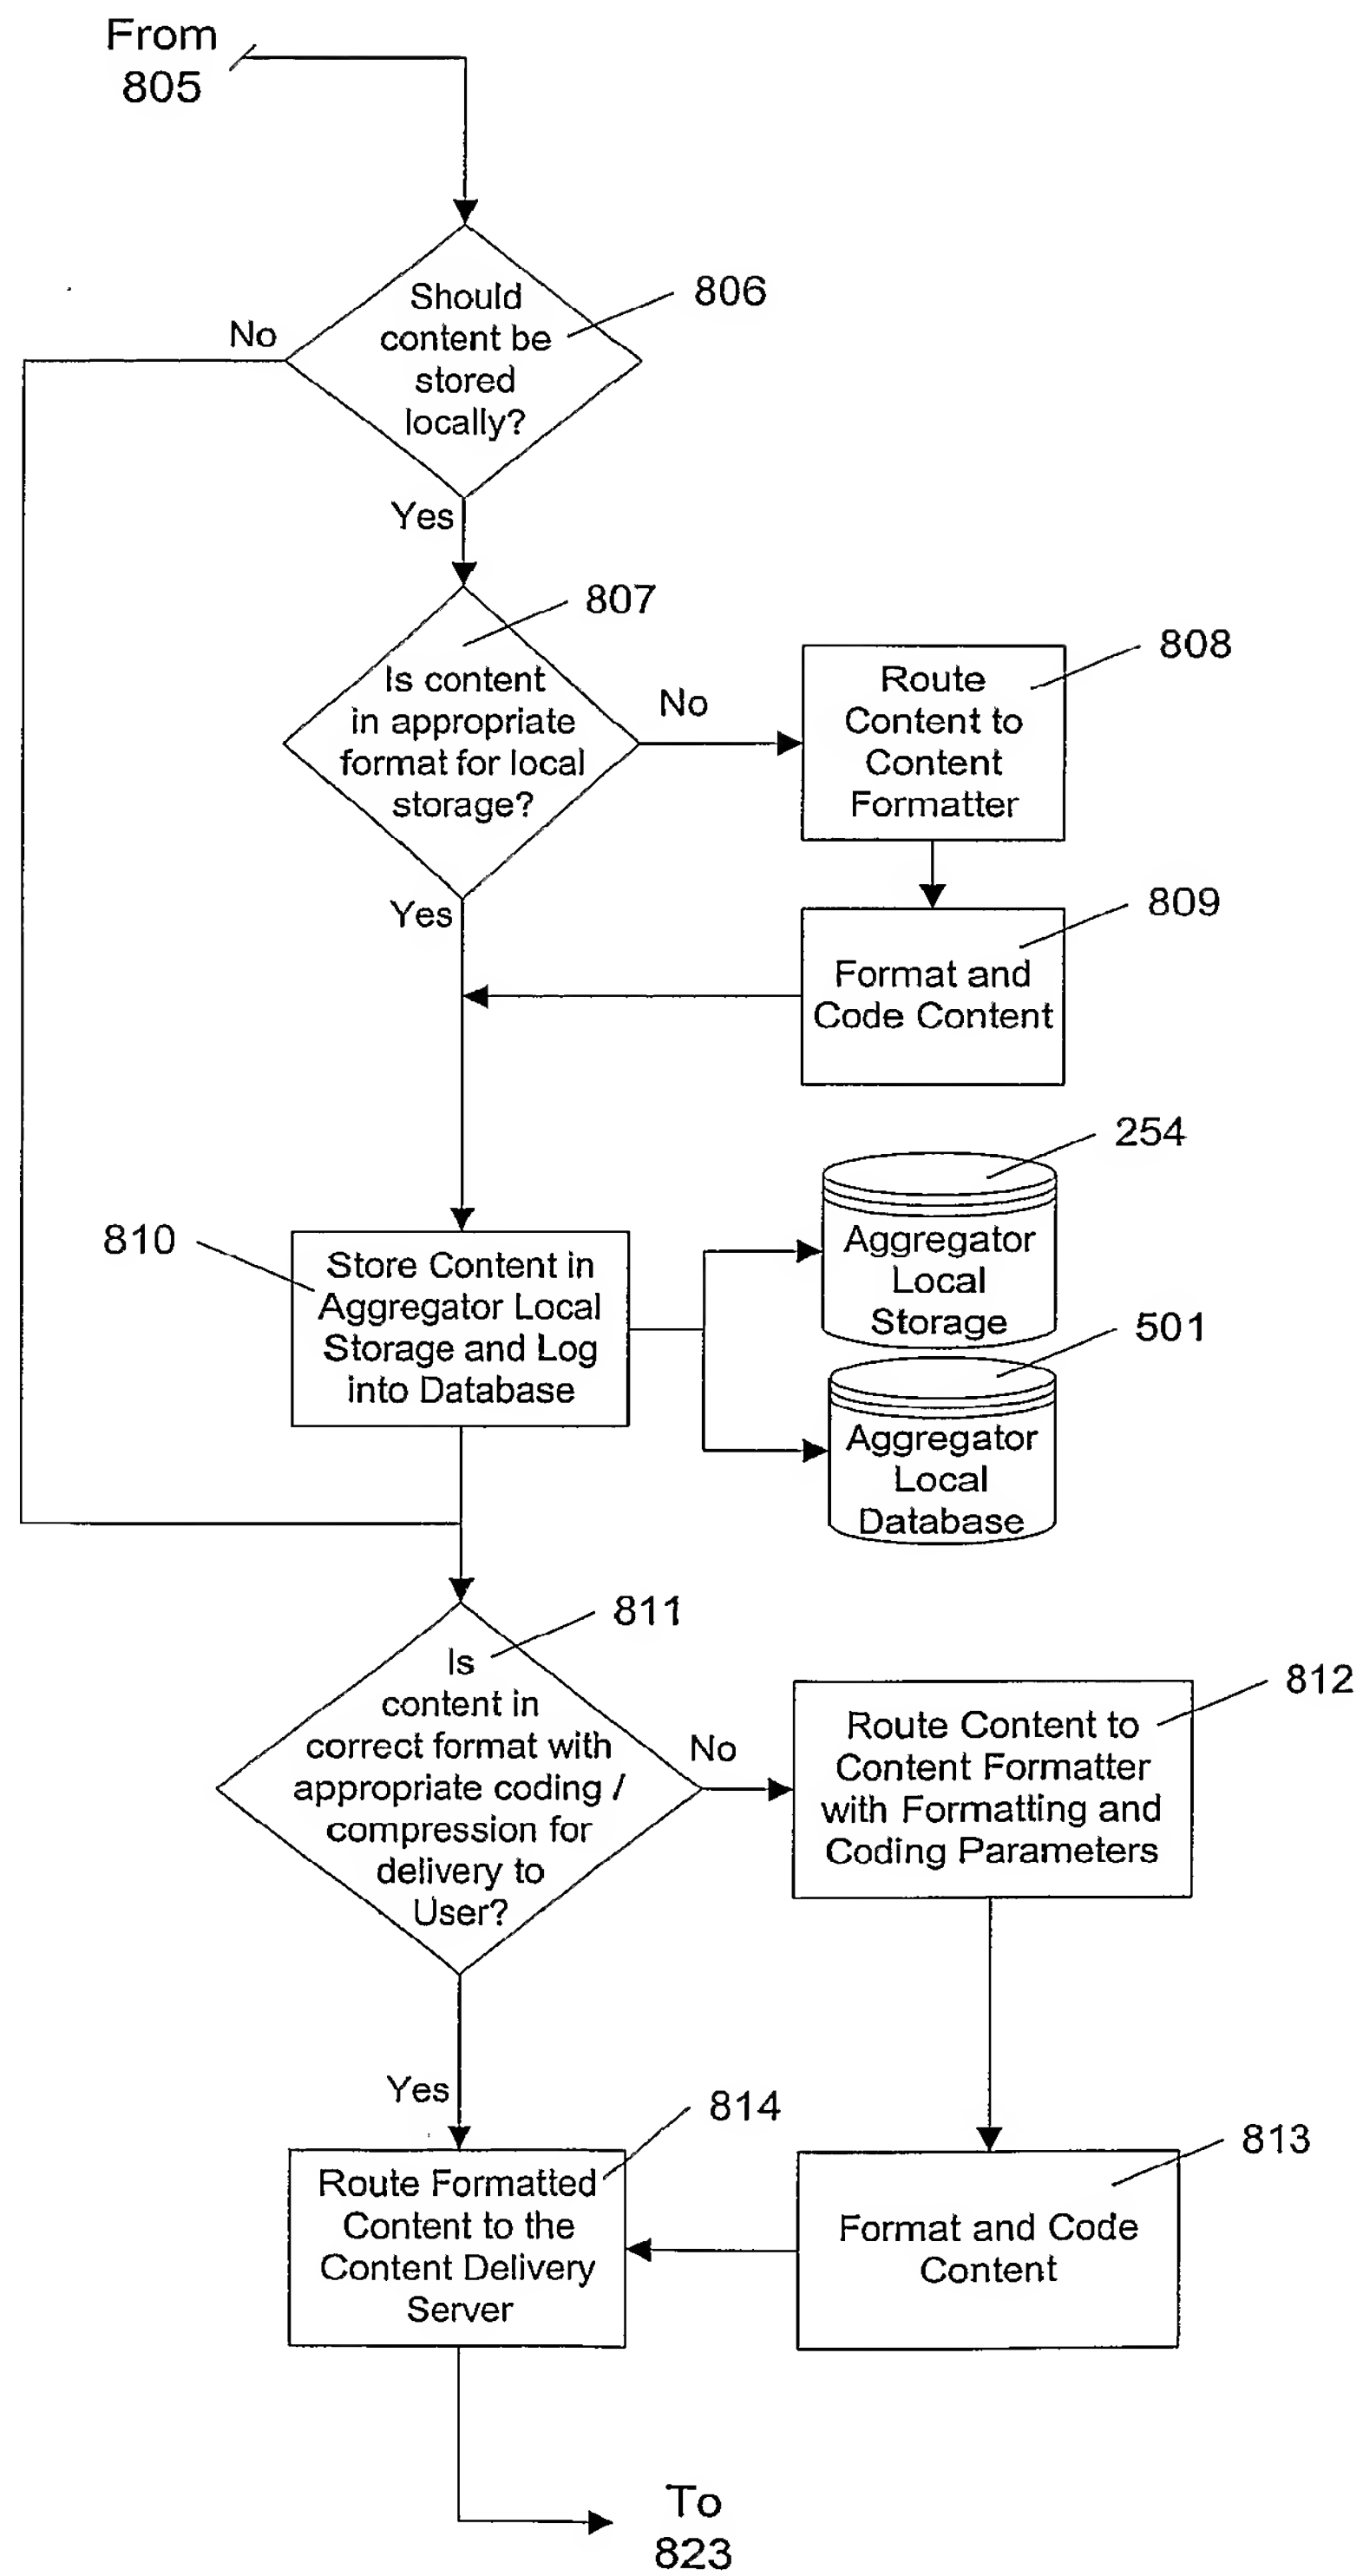 From
805
Should
content be
stored
locally?
806
No
Yes
807
Is content
in appropriate
format for local
storage?
No
808
Route
Content to
Content
Formatter
Yes
809
Format and
Code Content
254
Aggregator
Local
Storage
810
Store Content in
Aggregator Local
Storage and Log
into Database
501
Aggregator
Local
Database
811
Is
content in
correct format with
appropriate coding /
compression for
delivery to
User?
No
812
Route Content to
Content Formatter
with Formatting and
Coding Parameters
Yes
814
Route Formatted
Content to the
Content Delivery
Server
813
Format and Code
Content
To
823